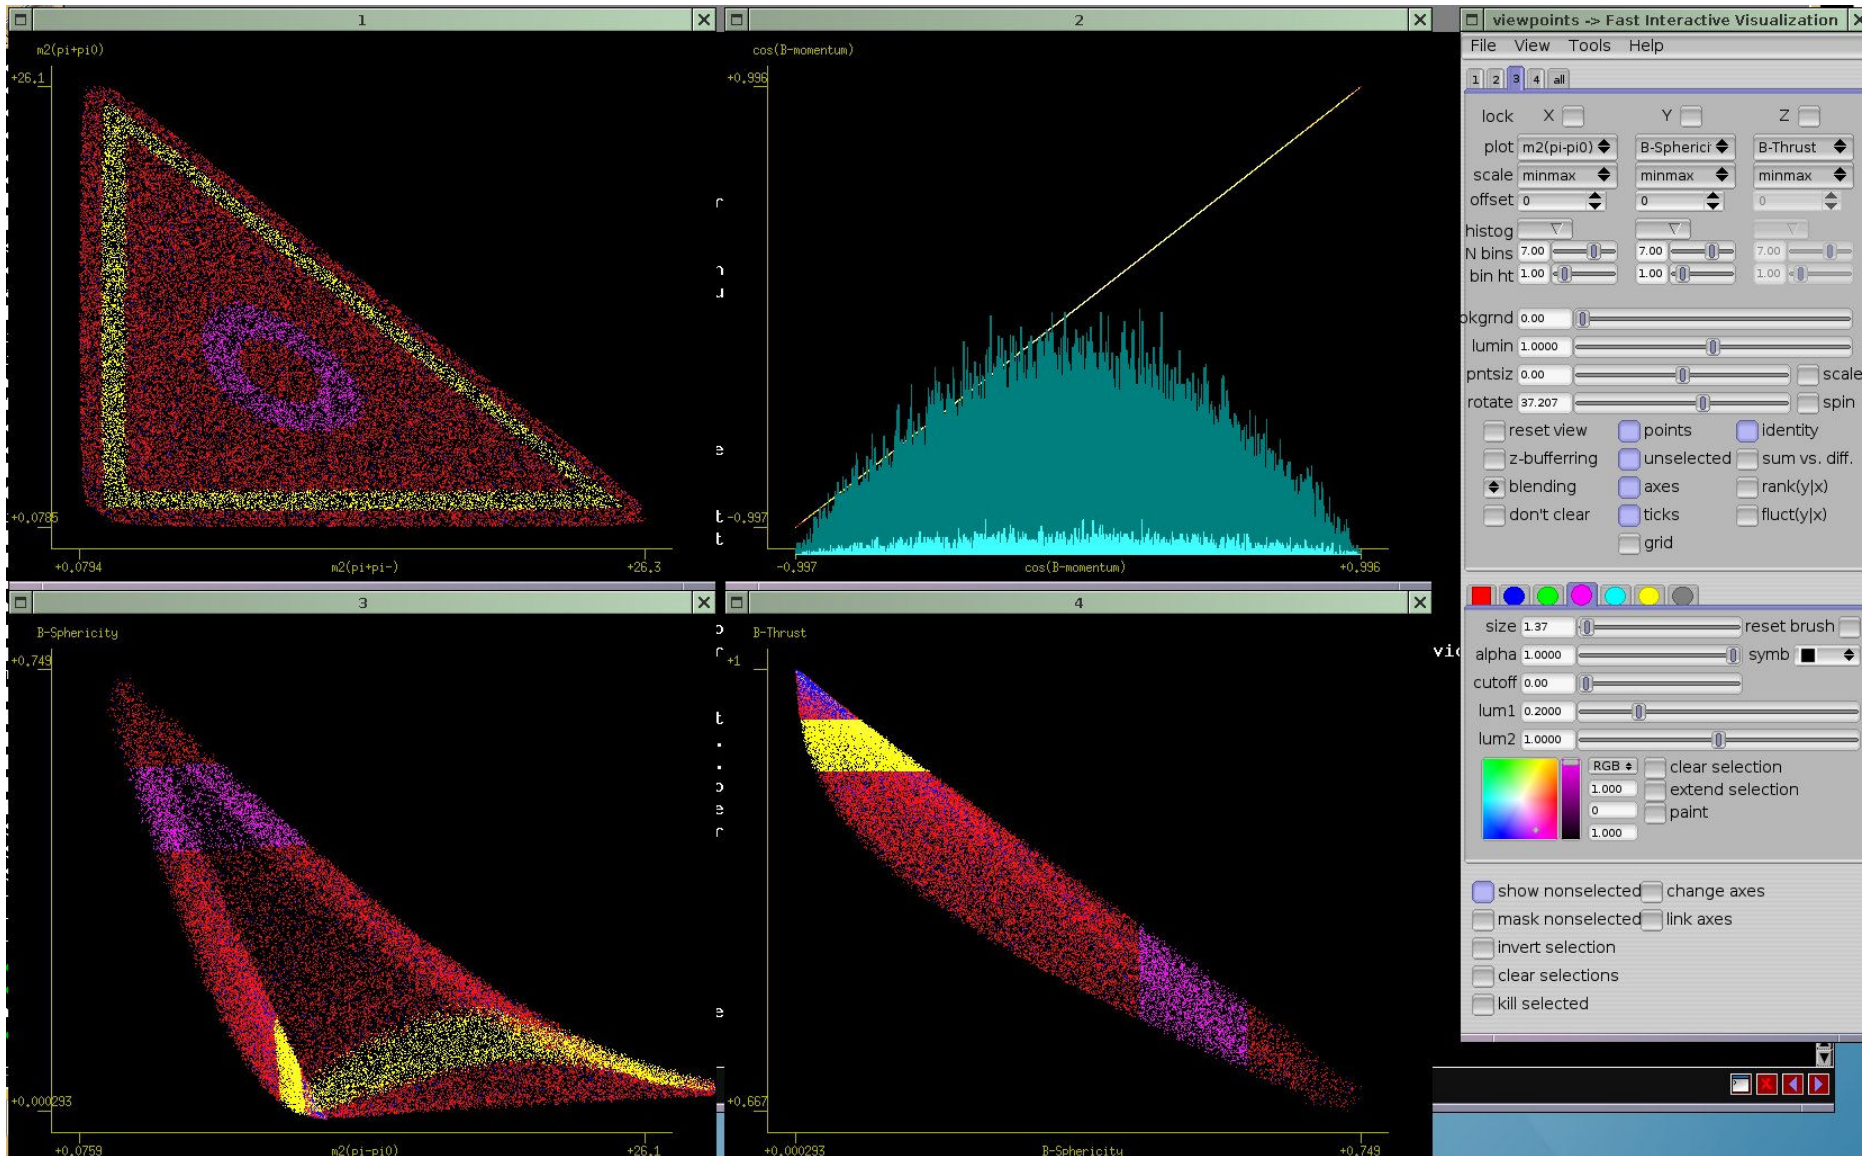 1
m2(pi+pi0)
+26.1
+0.0785
+0.0794
m2(pi+pi-)
+26.3
2
cos(B-momentum)
+0.996
-0.997
-0.997
cos(B-momentum)
+0.996
3
B-Sphericity
+0.749
+0.000293
+0.0759
m2(pi-pi0)
+26.1
4
B-Thrust
+1
+0.667
+0.000293
B-Sphericity
+0.749
viewpoints -> Fast Interactive Visualization
File View Tools Help
1 2 3 4 all
lock X Y Z
plot m2(pi-pi0) B-Spherici B-Thrust
scale minmax minmax minmax
offset 0 0 0
histog
N bins 7.00 7.00 7.00
bin ht 1.00 1.00 1.00
okgrnd 0.00
lumin 1.0000
pntsiz 0.00 scale
rotate 37.207 spin
reset view points identity
z-bufferring unselected sum vs. diff.
blending axes rank(y|x)
don't clear ticks fluct(y|x)
grid
size 1.37 reset brush
alpha 1.0000 symb
cutoff 0.00
lum1 0.2000
lum2 1.0000
RGB clear selection
1.000 extend selection
0 paint
1.000
show nonselected change axes
mask nonselected link axes
invert selection
clear selections
kill selected